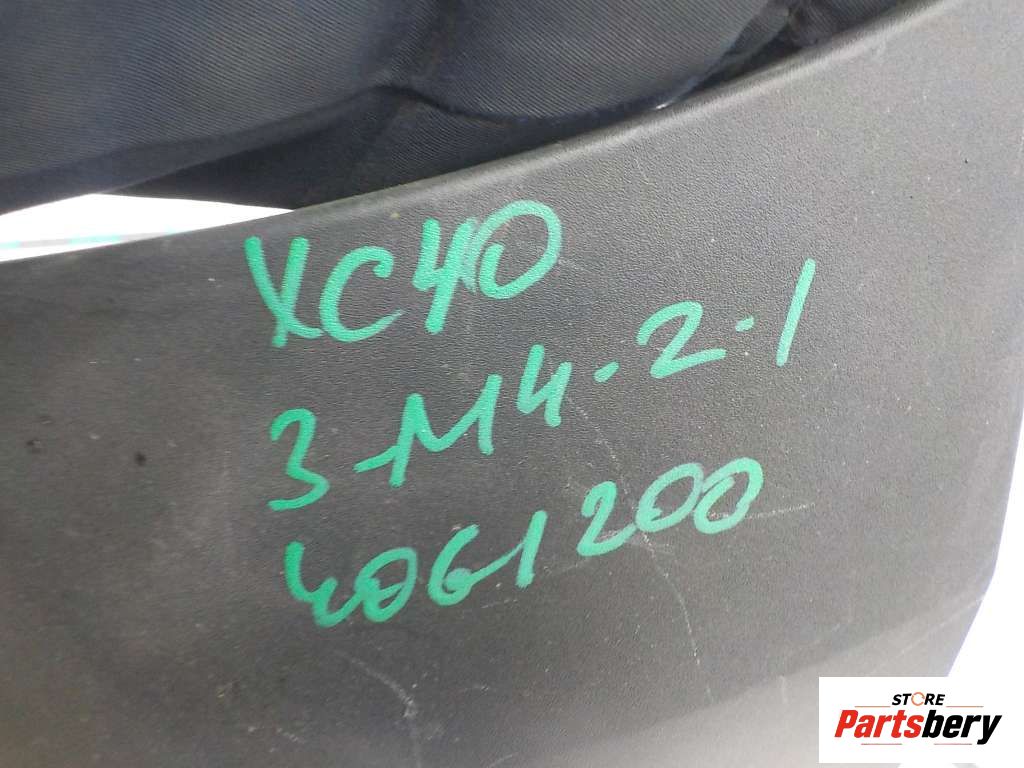 XC40
3-M4-2-1
4061200
STORE
Partsbery